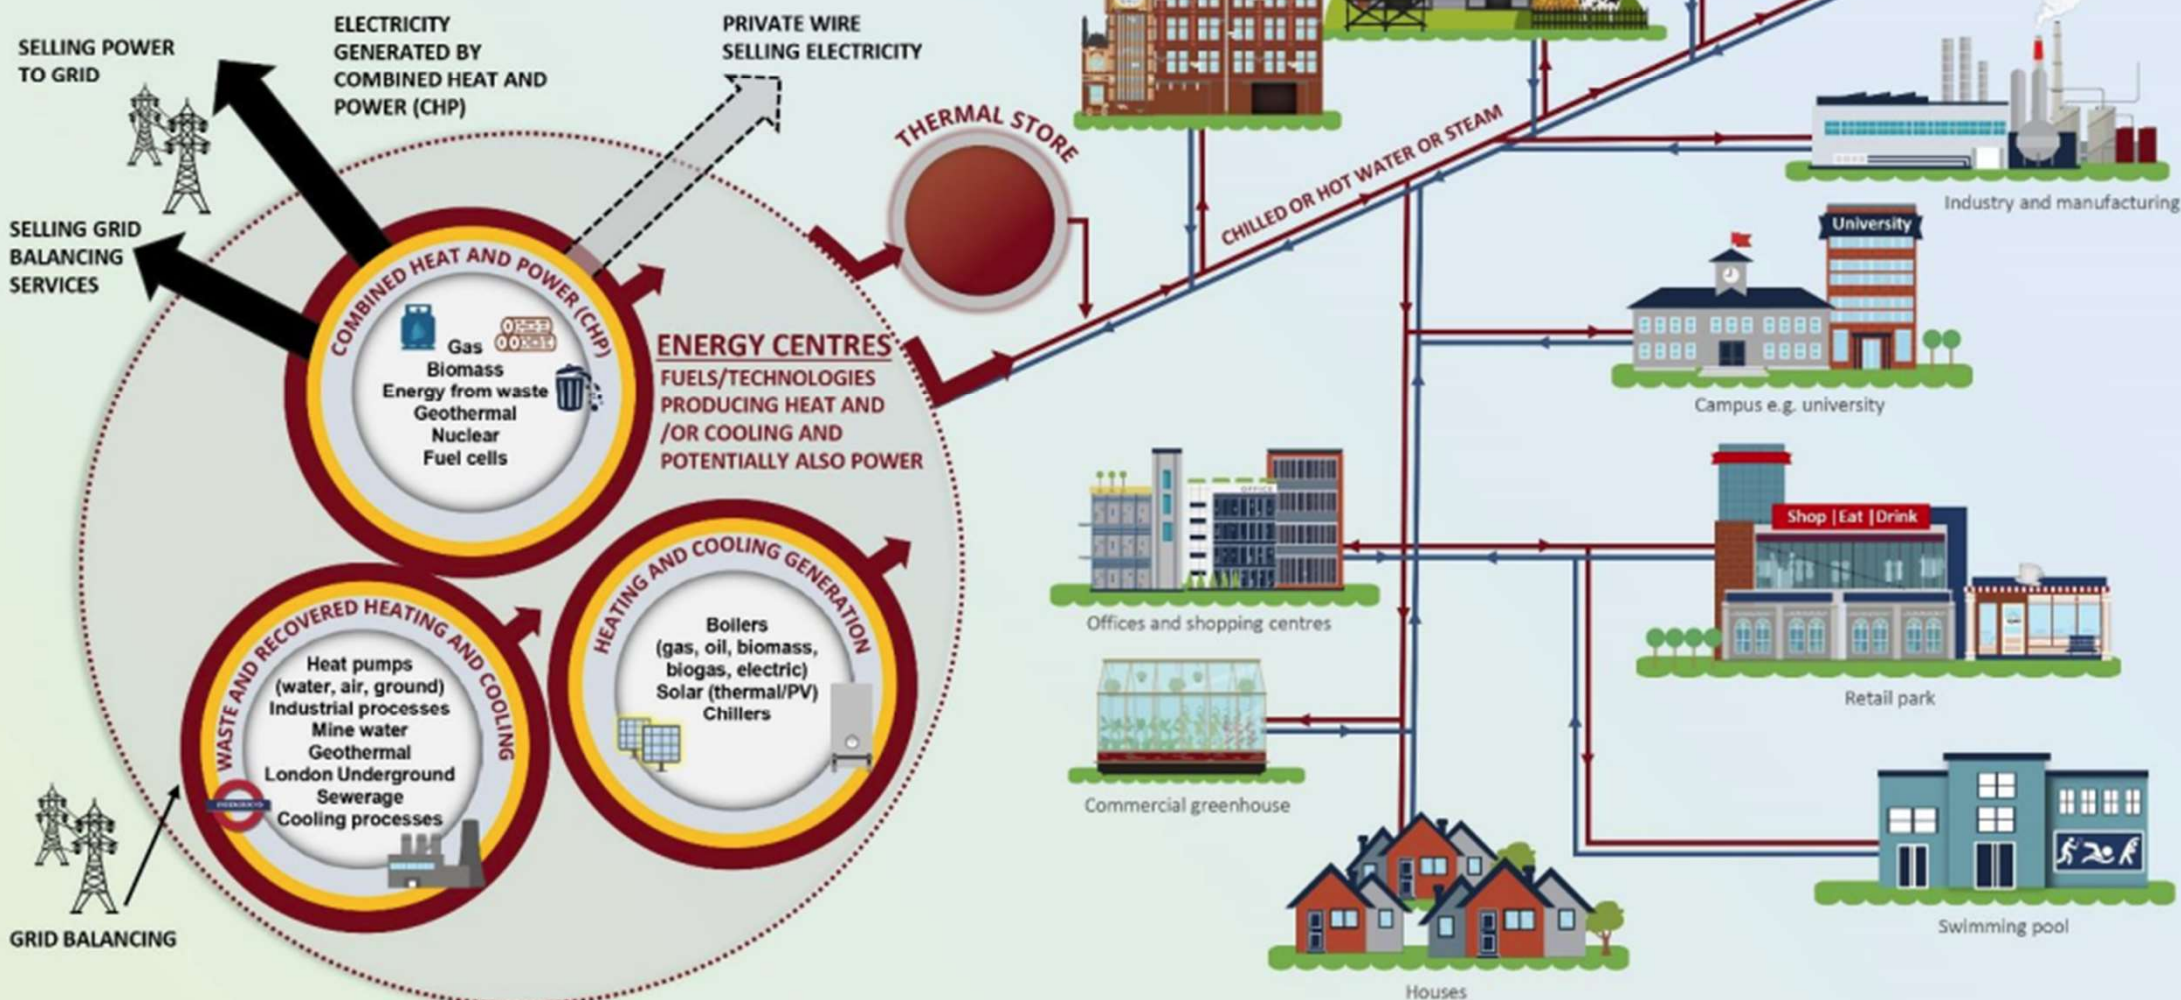 SELLING POWER
TO GRID
ELECTRICITY
GENERATED BY
COMBINED HEAT AND
POWER (CHP)
PRIVATE WIRE
SELLING ELECTRICITY
SELLING GRID
BALANCING
SERVICES
COMBINED HEAT AND POWER (CHP)
Gas
Biomass
Energy from waste
Geothermal
Nuclear
Fuel cells
ENERGY CENTRES
FUELS/TECHNOLOGIES
PRODUCING HEAT AND
/OR COOLING AND
POTENTIALLY ALSO POWER
WASTE AND RECOVERED HEATING AND COOLING
Heat pumps
(water, air, ground)
Industrial processes
Mine water
Geothermal
London Underground
Sewerage
Cooling processes
HEATING AND COOLING GENERATION
Boilers
(gas, oil, biomass,
biogas, electric)
Solar (thermal/PV)
Chillers
GRID BALANCING
THERMAL STORE
CHILLED OR HOT WATER OR STEAM
Industry and manufacturing
University
Campus e.g. university
OFFICE
Offices and shopping centres
Shop |Eat |Drink
Retail park
Commercial greenhouse
Swimming pool
Houses